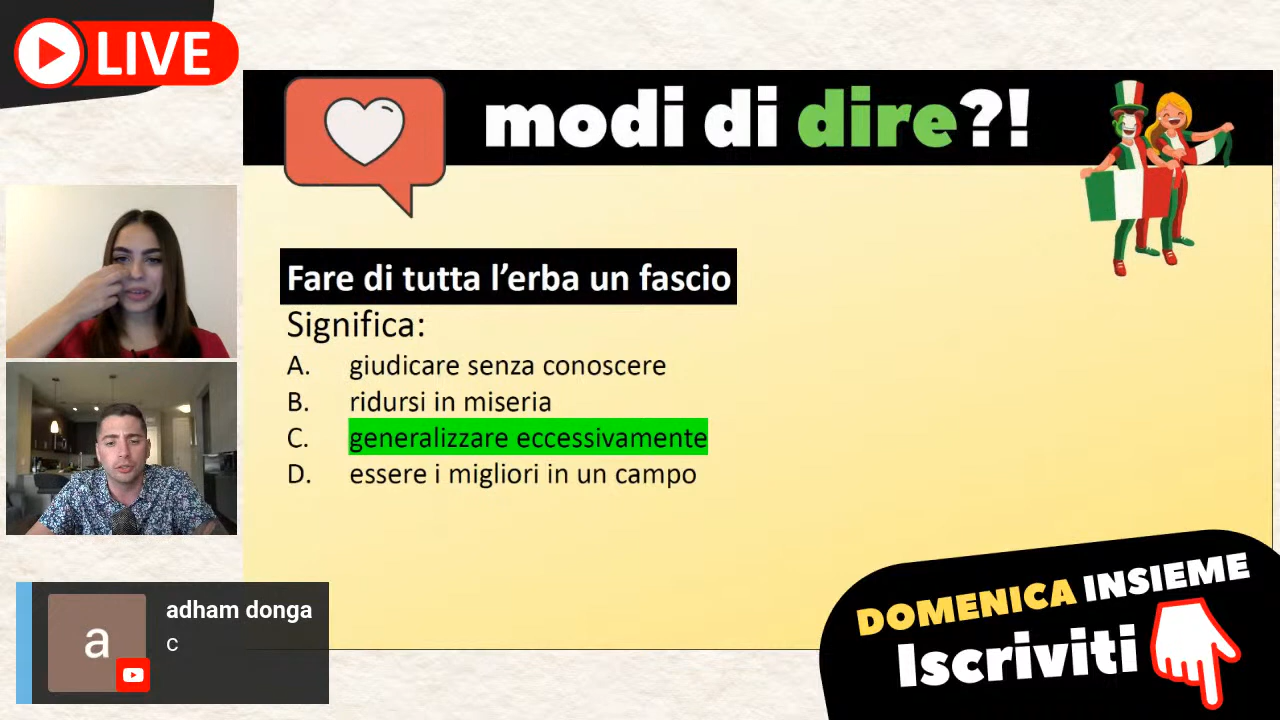 LIVE
modi di dire?!
Fare di tutta l’erba un fascio
Significa:
A. giudicare senza conoscere
B. ridursi in miseria
C. generalizzare eccessivamente
D. essere i migliori in un campo
a
adham donga
C
DOMENICA INSIEME
Iscriviti